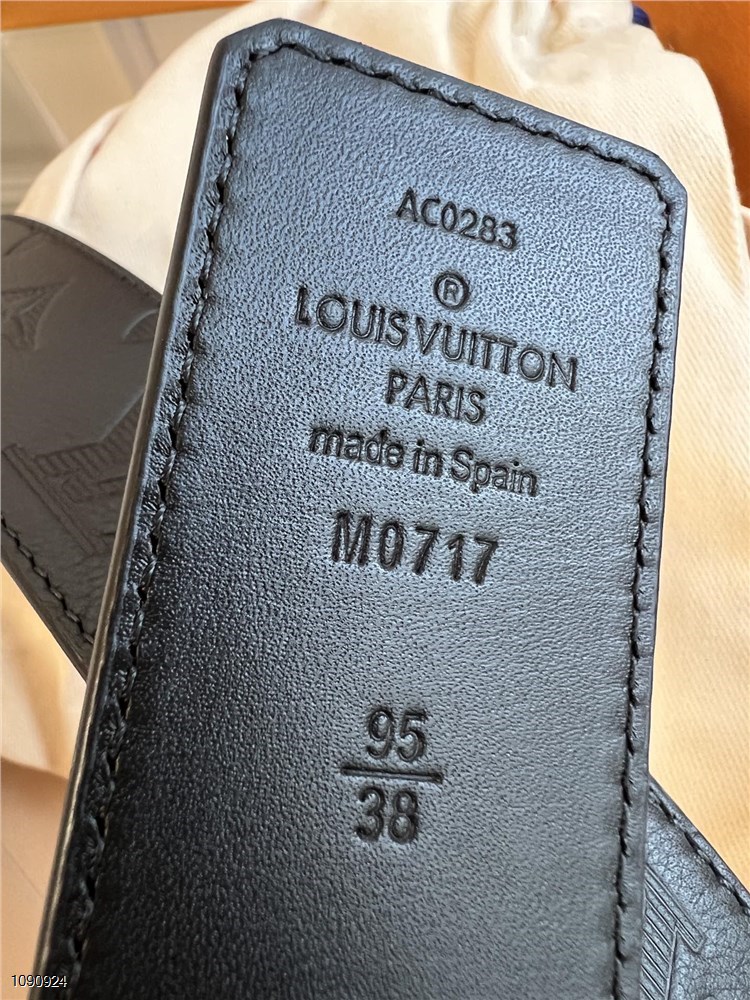 AC0283
®
LOUIS VUITTON
PARIS
made in Spain
M0717
95
38
1090924